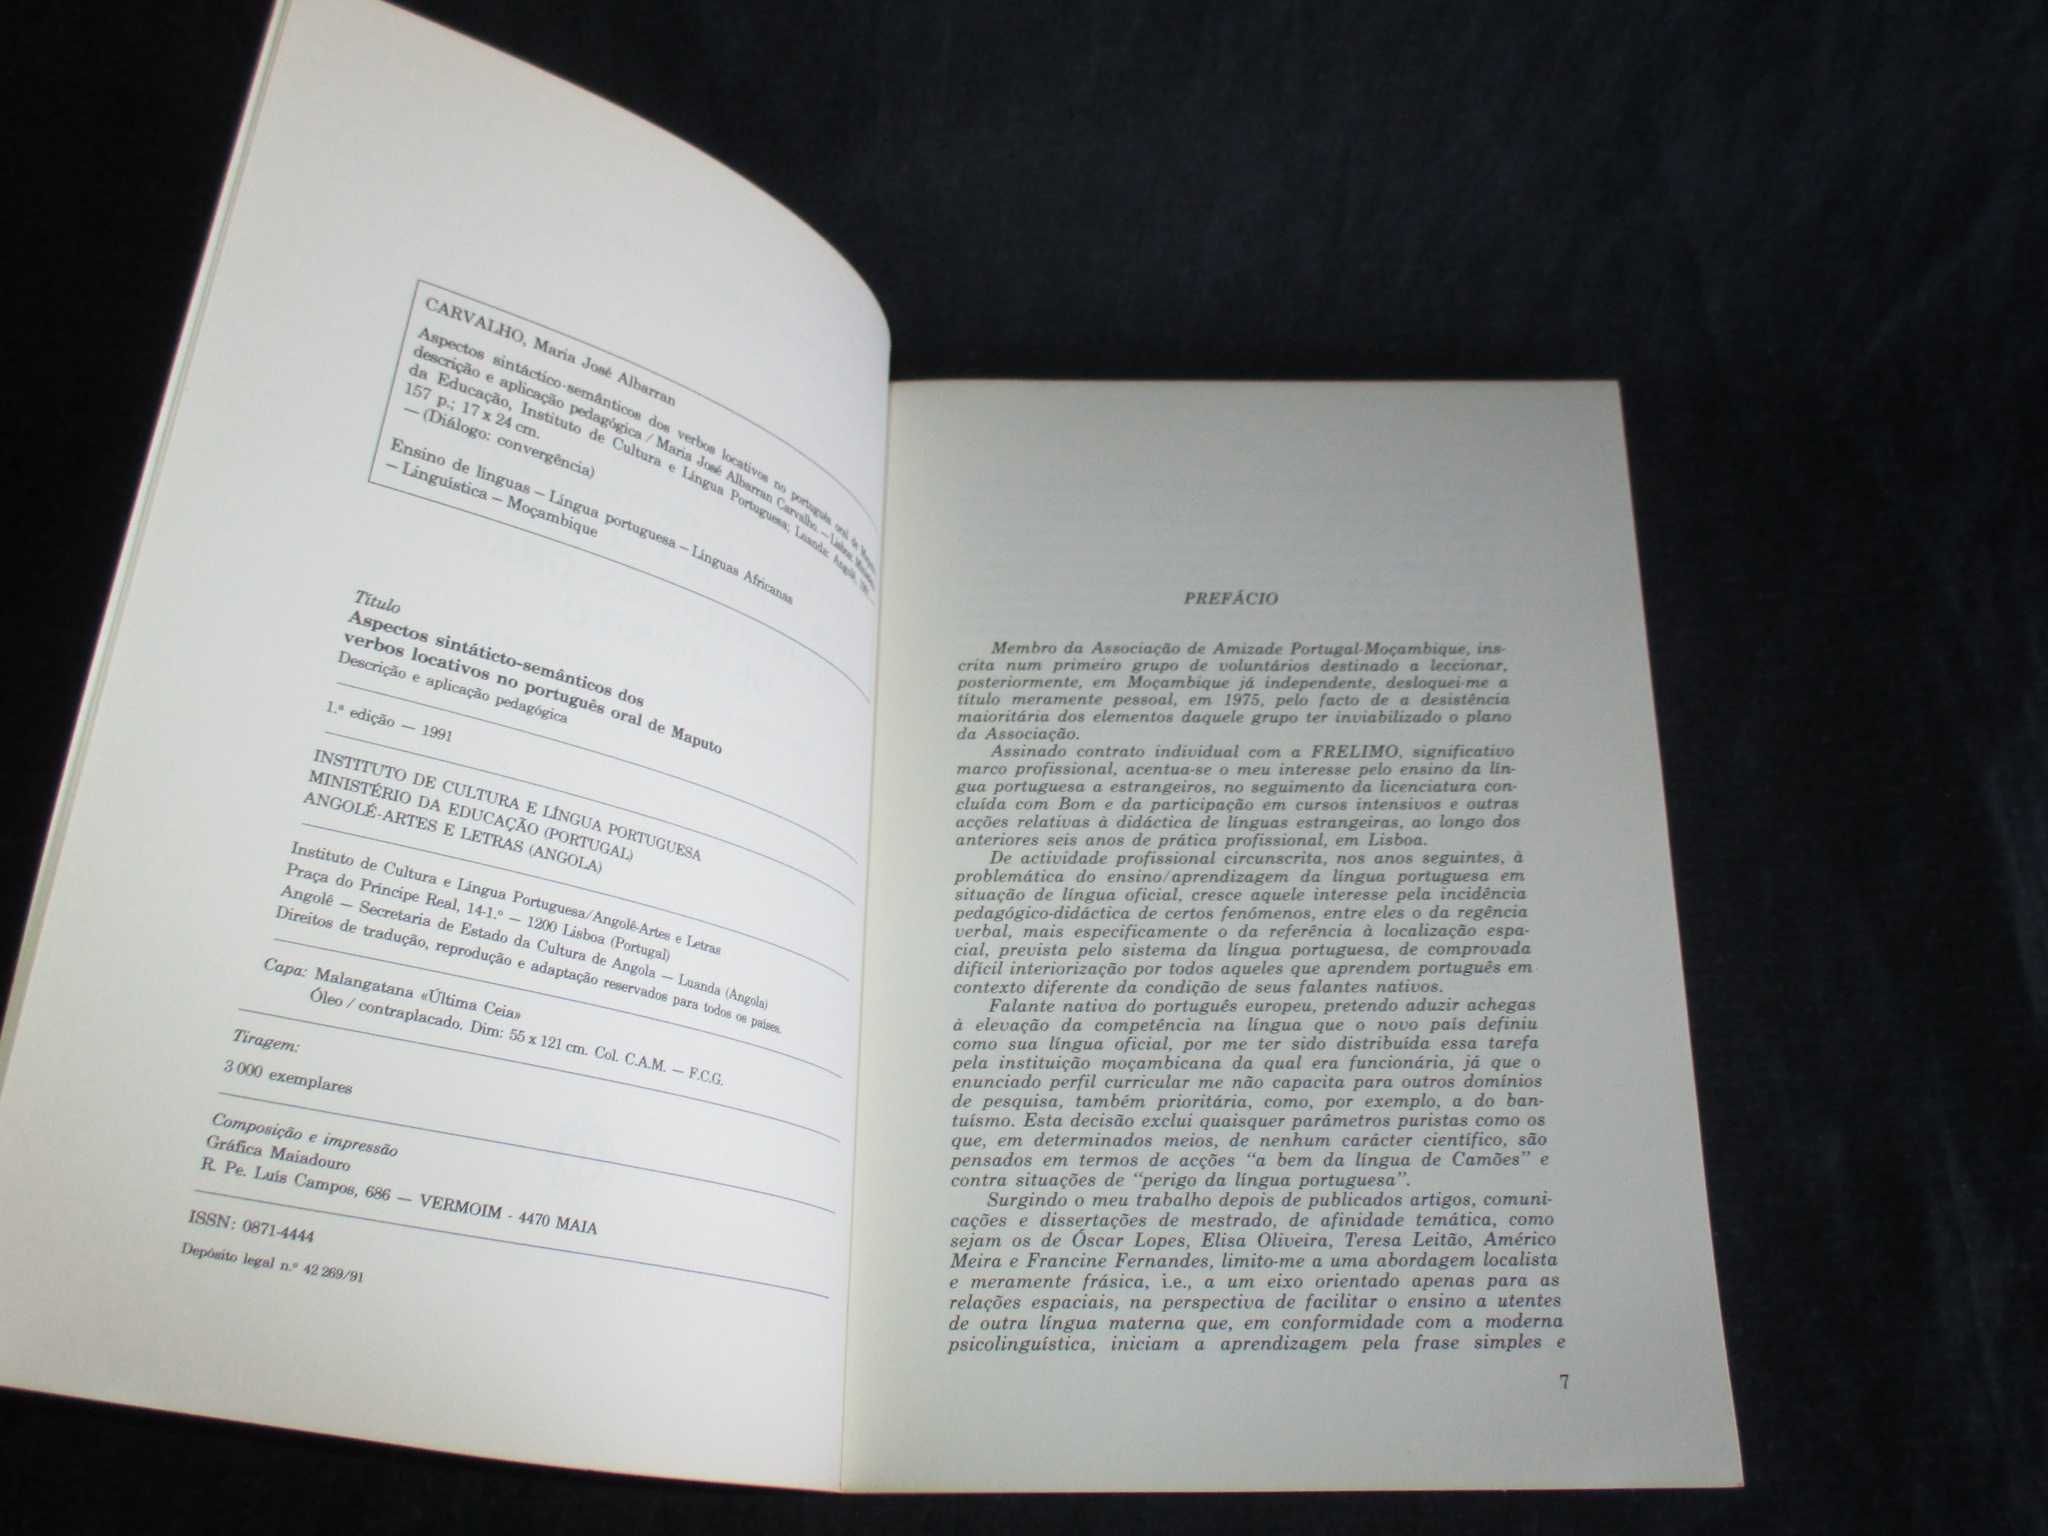 CARVALHO, Maria José Albarran
Aspectos sintáctico-semânticos dos verbos locativos no português oral de Maputo:
descrição e aplicação pedagógica / Maria José Albarran Carvalho. — Lisboa: Ministério
da Educação, Instituto de Cultura e Língua Portuguesa; Luanda: Angolê, 1991. —
157 p.; 17 x 24 cm.
— (Diálogo: convergência)
Ensino de línguas – Língua portuguesa – Línguas Africanas
– Linguística – Moçambique
Título
Aspectos sintáticto-semânticos dos
verbos locativos no português oral de Maputo
Descrição e aplicação pedagógica
1.ª edição — 1991
INSTITUTO DE CULTURA E LÍNGUA PORTUGUESA
MINISTÉRIO DA EDUCAÇÃO (PORTUGAL)
ANGOLÊ-ARTES E LETRAS (ANGOLA)
Instituto de Cultura e Língua Portuguesa/Angolê-Artes e Letras
Praça do Príncipe Real, 14-1.º — 1200 Lisboa (Portugal)
Angolê — Secretaria de Estado da Cultura de Angola — Luanda (Angola)
Direitos de tradução, reprodução e adaptação reservados para todos os países.
Capa: Malangatana «Última Ceia»
Óleo / contraplacado. Dim: 55 x 121 cm. Col. C.A.M. — F.C.G.
Tiragem:
3 000 exemplares
Composição e impressão
Gráfica Maiadouro
R. Pe. Luís Campos, 686 — VERMOIM - 4470 MAIA
ISSN: 0871-4444
Depósito legal n.º 42 269/91
PREFÁCIO
Membro da Associação de Amizade Portugal-Moçambique, ins-
crita num primeiro grupo de voluntários destinado a leccionar,
posteriormente, em Moçambique já independente, desloquei-me a
título meramente pessoal, em 1975, pelo facto de a desistência
maioritária dos elementos daquele grupo ter inviabilizado o plano
da Associação.
Assinado contrato individual com a FRELIMO, significativo
marco profissional, acentua-se o meu interesse pelo ensino da lín-
gua portuguesa a estrangeiros, no seguimento da licenciatura con-
cluída com Bom e da participação em cursos intensivos e outras
acções relativas à didáctica de línguas estrangeiras, ao longo dos
anteriores seis anos de prática profissional, em Lisboa.
De actividade profissional circunscrita, nos anos seguintes, à
problemática do ensino/aprendizagem da língua portuguesa em
situação de língua oficial, cresce aquele interesse pela incidência
pedagógico-didáctica de certos fenómenos, entre eles o da regência
verbal, mais especificamente o da referência à localização espa-
cial, prevista pelo sistema da língua portuguesa, de comprovada
difícil interiorização por todos aqueles que aprendem português em
contexto diferente da condição de seus falantes nativos.
Falante nativa do português europeu, pretendo aduzir achegas
à elevação da competência na língua que o novo país definiu
como sua língua oficial, por me ter sido distribuída essa tarefa
pela instituição moçambicana da qual era funcionária, já que o
enunciado perfil curricular me não capacita para outros domínios
de pesquisa, também prioritária, como, por exemplo, a do ban-
tuísmo. Esta decisão exclui quaisquer parâmetros puristas como os
que, em determinados meios, de nenhum carácter científico, são
pensados em termos de acções "a bem da língua de Camões" e
contra situações de "perigo da língua portuguesa".
Surgindo o meu trabalho depois de publicados artigos, comuni-
cações e dissertações de mestrado, de afinidade temática, como
sejam os de Óscar Lopes, Elisa Oliveira, Teresa Leitão, Américo
Meira e Francine Fernandes, limito-me a uma abordagem localista
e meramente frásica, i.e., a um eixo orientado apenas para as
relações espaciais, na perspectiva de facilitar o ensino a utentes
de outra língua materna que, em conformidade com a moderna
psicolinguística, iniciam a aprendizagem pela frase simples e
7